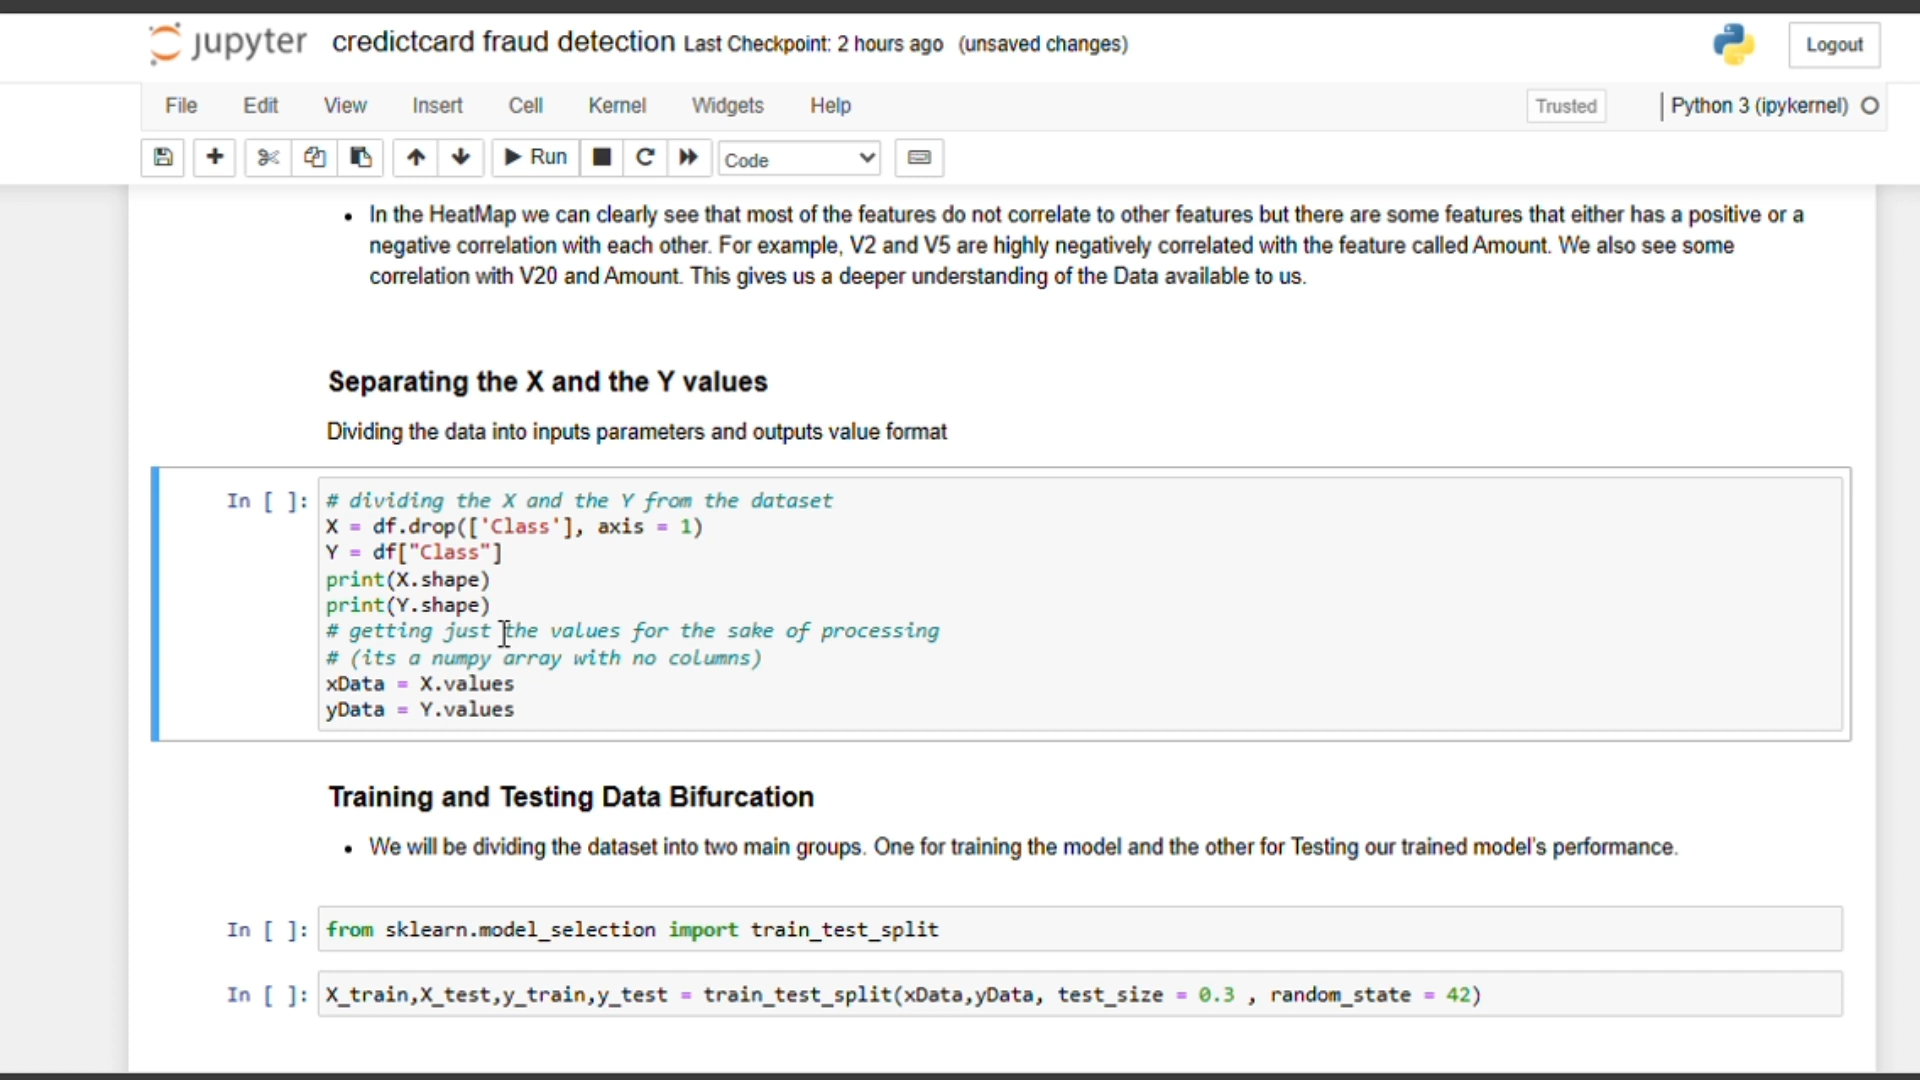 jupyter credictcard fraud detection Last Checkpoint: 2 hours ago (unsaved changes) Logout
File Edit View Insert Cell Kernel Widgets Help Trusted Python 3 (ipykernel)
Run Code
• In the HeatMap we can clearly see that most of the features do not correlate to other features but there are some features that either has a positive or a
negative correlation with each other. For example, V2 and V5 are highly negatively correlated with the feature called Amount. We also see some
correlation with V20 and Amount. This gives us a deeper understanding of the Data available to us.
Separating the X and the Y values
Dividing the data into inputs parameters and outputs value format
In [ ]: # dividing the X and the Y from the dataset
X = df.drop(['Class'], axis = 1)
Y = df["Class"]
print(X.shape)
print(Y.shape)
# getting just the values for the sake of processing
# (its a numpy array with no columns)
xData = X.values
yData = Y.values
Training and Testing Data Bifurcation
• We will be dividing the dataset into two main groups. One for training the model and the other for Testing our trained model's performance.
In [ ]: from sklearn.model_selection import train_test_split
In [ ]: X_train,X_test,y_train,y_test = train_test_split(xData,yData, test_size = 0.3 , random_state = 42)